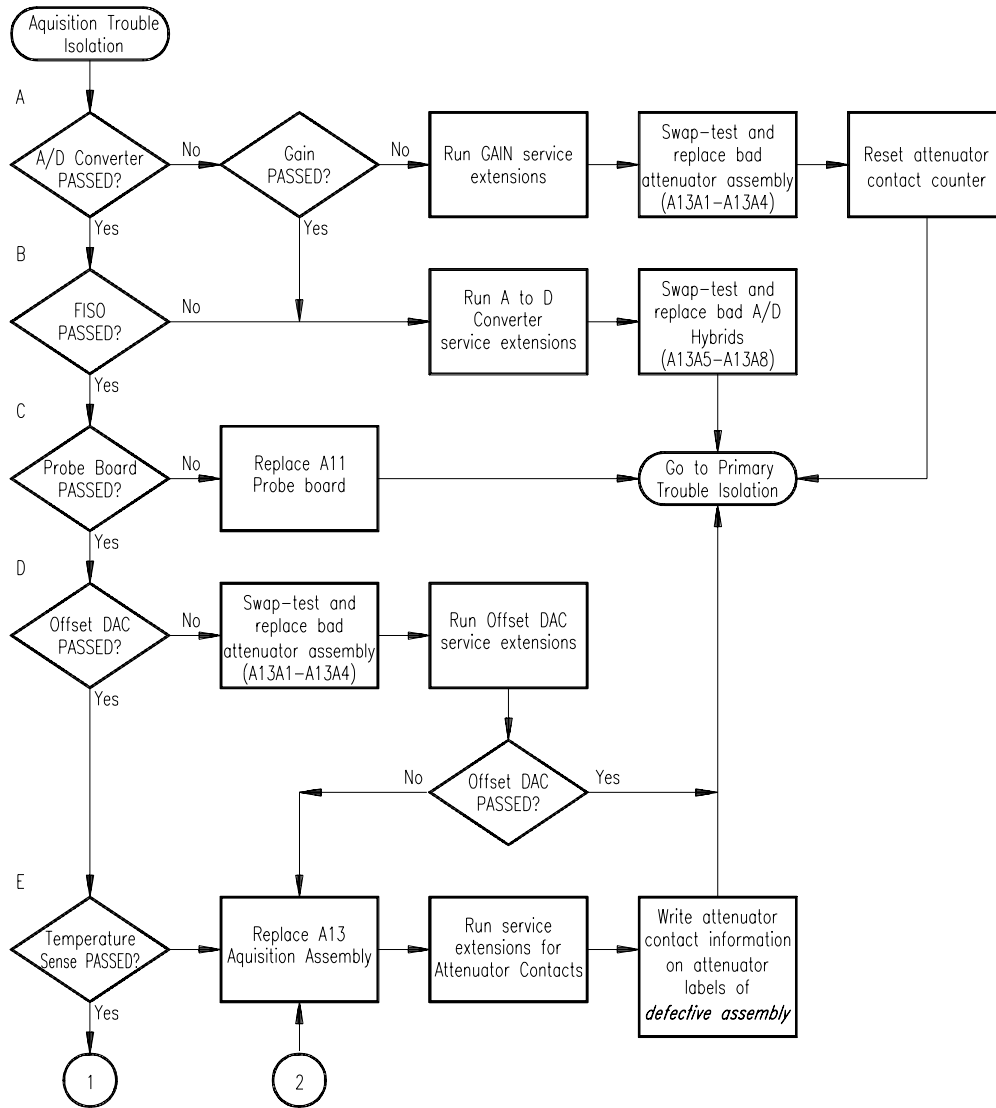 Aquisition Trouble
Isolation
A
A/D Converter
PASSED?
No
Yes
Gain
PASSED?
No
Yes
Run GAIN service
extensions
Swap-test and
replace bad
attenuator assembly
(A13A1-A13A4)
Reset attenuator
contact counter
B
FISO
PASSED?
No
Yes
Run A to D
Converter
service extensions
Swap-test and
replace bad A/D
Hybrids
(A13A5-A13A8)
C
Probe Board
PASSED?
No
Yes
Replace A11
Probe board
Go to Primary
Trouble Isolation
D
Offset DAC
PASSED?
No
Yes
Swap-test and
replace bad
attenuator assembly
(A13A1-A13A4)
Run Offset DAC
service extensions
No
Offset DAC
PASSED?
Yes
E
Temperature
Sense PASSED?
Yes
Replace A13
Aquisition Assembly
Run service
extensions for
Attenuator Contacts
Write attenuator
contact information
on attenuator
labels of
defective assembly
1
2